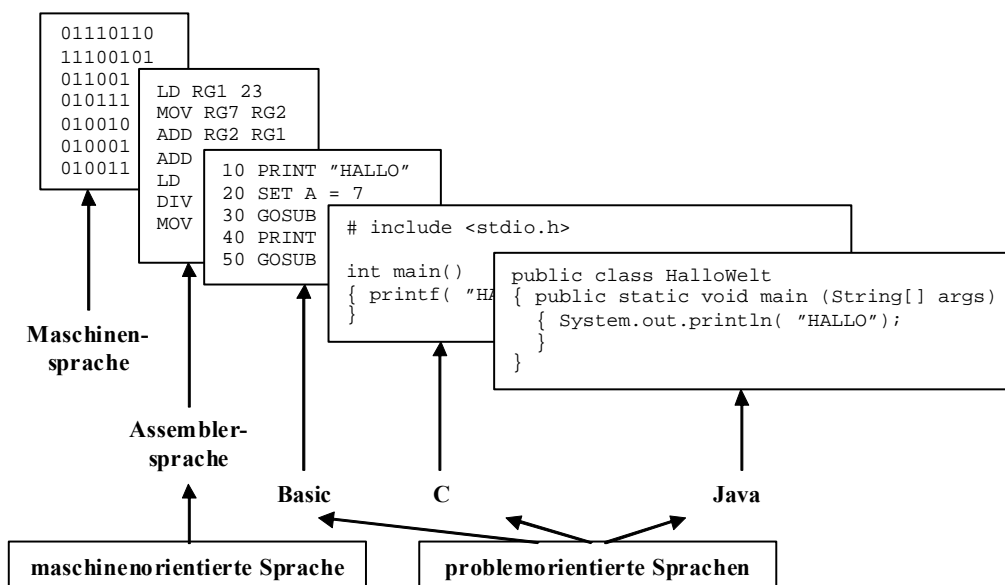 01110110
11100101
011001
010111
010010
010001
010011
LD RG1 23
MOV RG7 RG2
ADD RG2 RG1
ADD
LD
DIV
MOV
10 PRINT "HALLO"
20 SET A = 7
30 GOSUB
40 PRINT
50 GOSUB
# include <stdio.h>
int main()
{ printf( "HA
}
public class HalloWelt
{ public static void main (String[] args)
{ System.out.println( "HALLO");
}
}
Maschinen-
sprache
Assembler-
sprache
Basic
C
Java
maschinenorientierte Sprache
problemorientierte Sprachen